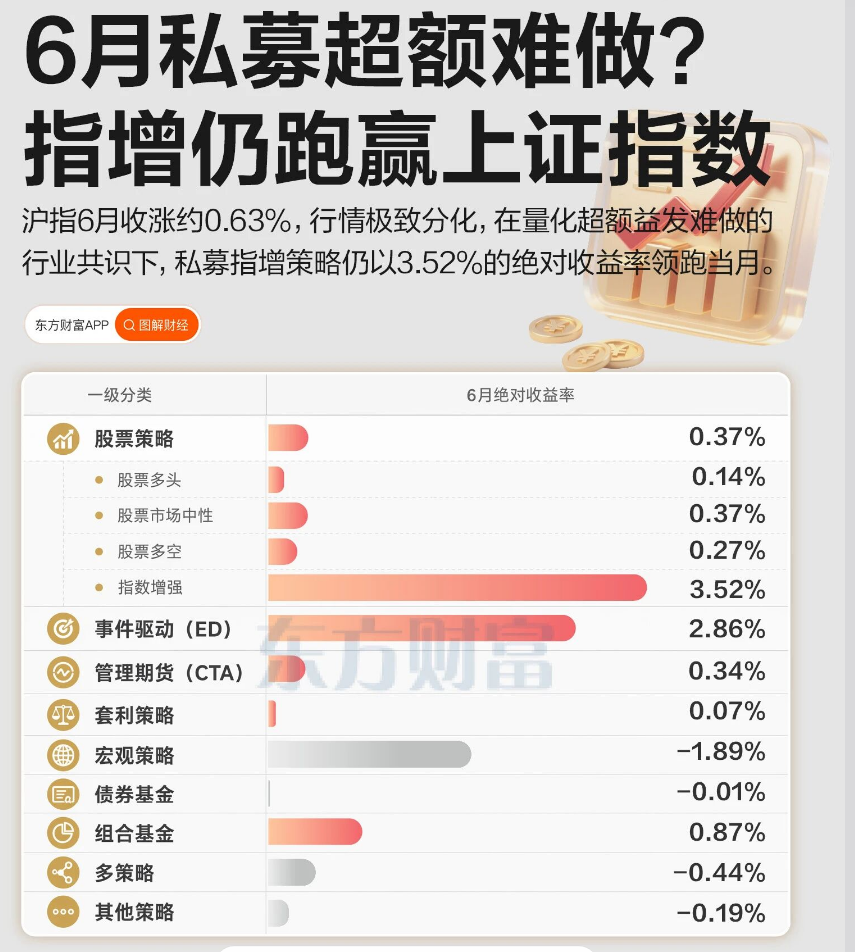 6月私募超额难做?
指增仍跑赢上证指数
沪指6月收涨约0.63%，行情极致分化，在量化超额益发难做的
行业共识下，私募指增策略仍以3.52%的绝对收益率领跑当月。
东方财富APP 图解财经
一级分类 6月绝对收益率
股票策略 0.37%
股票多头 0.14%
股票市场中性 0.37%
股票多空 0.27%
指数增强 3.52%
事件驱动（ED） 2.86%
东方财富
管理期货（CTA） 0.34%
套利策略 0.07%
宏观策略 −1.89%
债券基金 −0.01%
组合基金 0.87%
多策略 −0.44%
其他策略 −0.19%